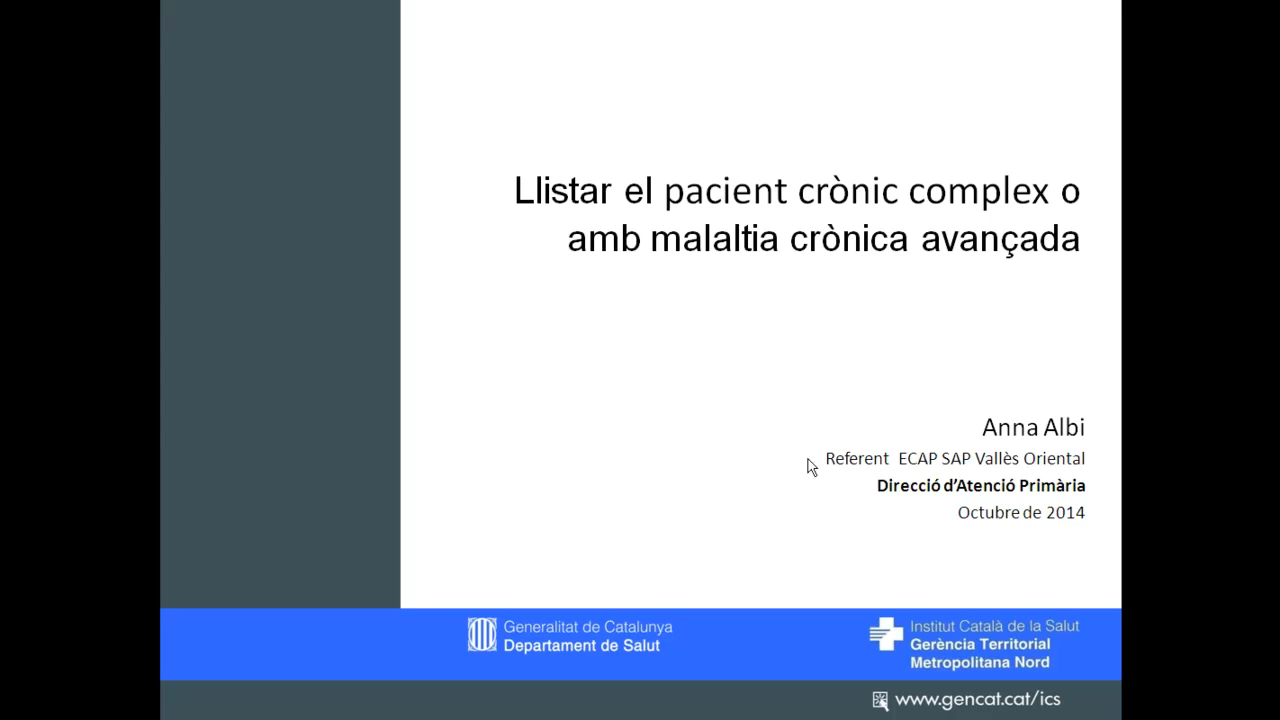 Llistar el pacient crònic complex o
amb malaltia crònica avançada
Anna Albi
Referent ECAP SAP Vallès Oriental
Direcció d'Atenció Primària
Octubre de 2014
Generalitat de Catalunya
Departament de Salut
Institut Català de la Salut
Gerència Territorial
Metropolitana Nord
www.gencat.cat/ics